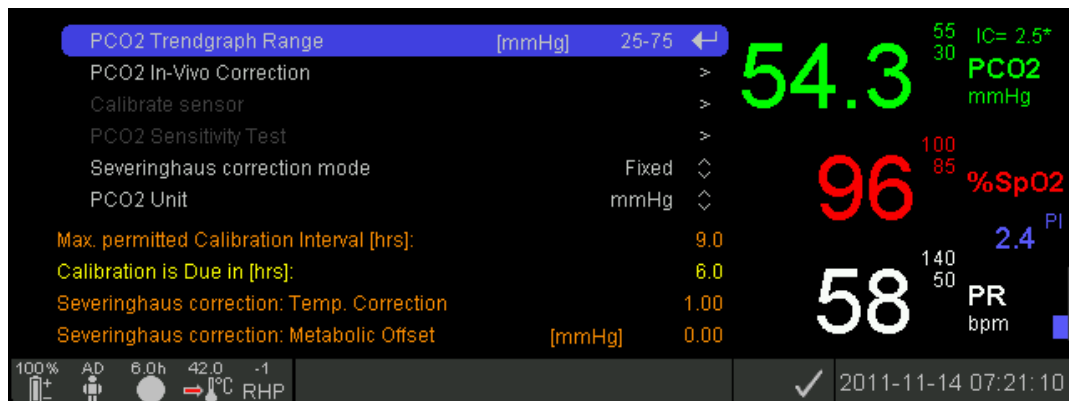 PCO2 Trendgraph Range [mmHg] 25-75
PCO2 In-Vivo Correction >
Calibrate sensor >
PCO2 Sensitivity Test >
Severinghaus correction mode Fixed
PCO2 Unit mmHg
Max. permitted Calibration Interval [hrs]: 9.0
Calibration is Due in [hrs]: 6.0
Severinghaus correction: Temp. Correction 1.00
Severinghaus correction: Metabolic Offset [mmHg] 0.00
54.3
55
30
IC= 2.5*
PCO2
mmHg
96
100
85
%SpO2
2.4 PI
58
140
50
PR
bpm
100% AD 6.0h 42.0 -1
+
-
°C RHP
2011-11-14 07:21:10